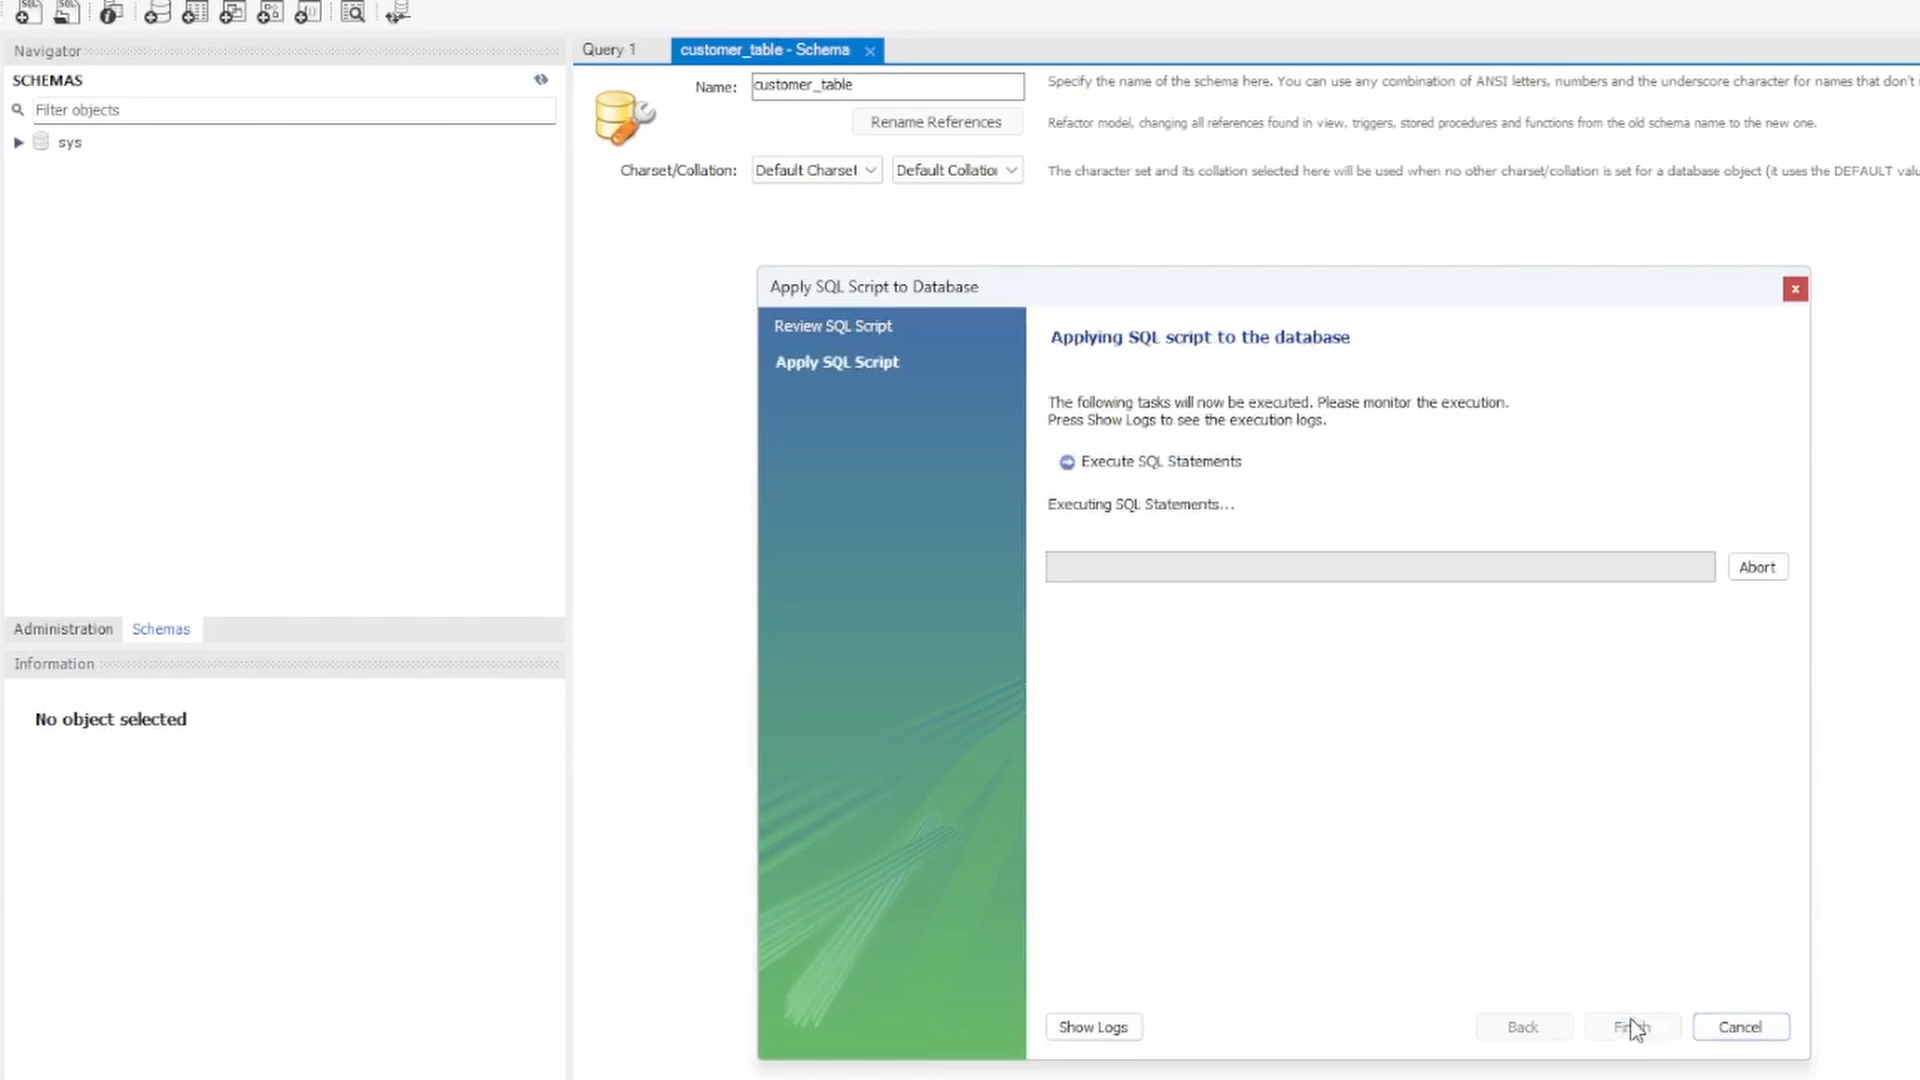 Navigator
SCHEMAS
Filter objects
sys
Administration
Schemas
Information
No object selected
Query 1
customer_table - Schema
Name:
customer_table
Specify the name of the schema here. You can use any combination of ANSI letters, numbers and the underscore character for names that don't
Rename References
Refactor model, changing all references found in view, triggers, stored procedures and functions from the old schema name to the new one.
Charset/Collation:
Default Charset
Default Collation
The character set and its collation selected here will be used when no other charset/collation is set for a database object (it uses the DEFAULT valu
Apply SQL Script to Database
Review SQL Script
Apply SQL Script
Applying SQL script to the database
The following tasks will now be executed. Please monitor the execution.
Press Show Logs to see the execution logs.
Execute SQL Statements
Executing SQL Statements...
Abort
Show Logs
Back
Finish
Cancel